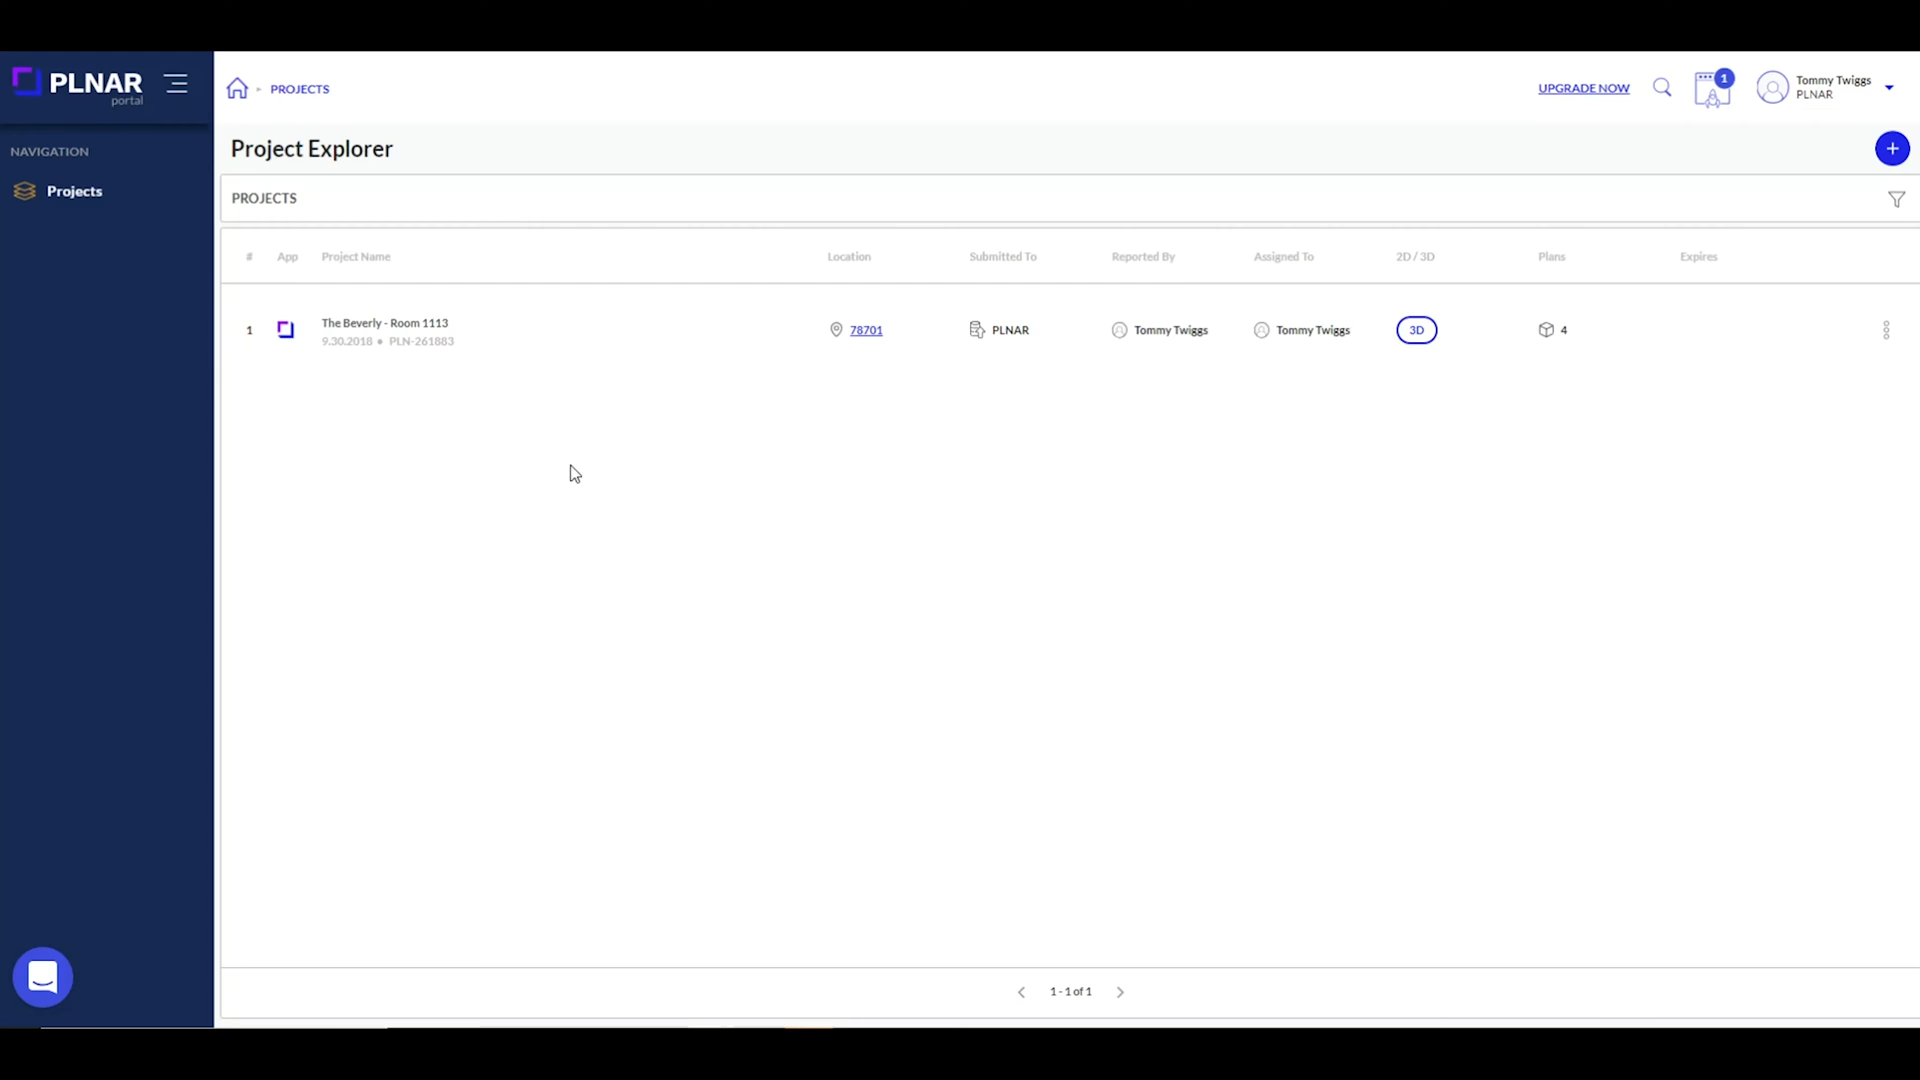 PLNAR
portal
PROJECTS
UPGRADE NOW
1
Tommy Twiggs
PLNAR
NAVIGATION
Projects
Project Explorer
PROJECTS
# App Project Name Location Submitted To Reported By Assigned To 2D / 3D Plans Expires
1 The Beverly - Room 1113 78701 PLNAR Tommy Twiggs Tommy Twiggs 3D 4
9.30.2018 • PLN-261883
1 - 1 of 1